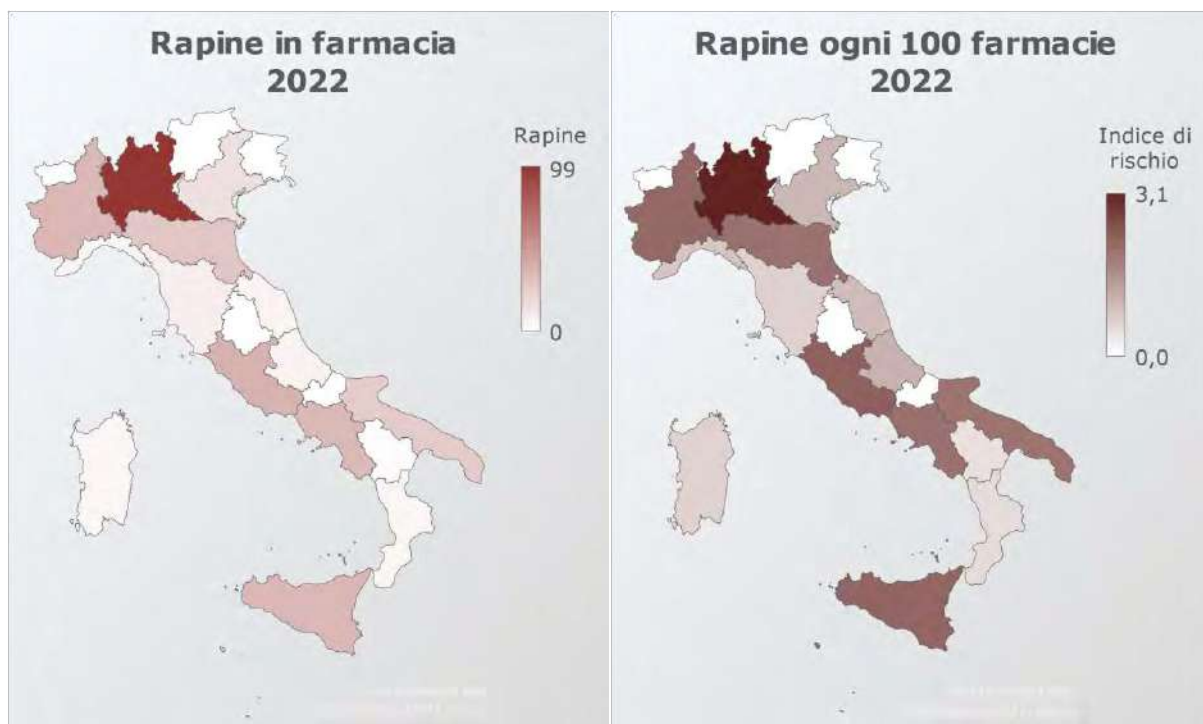 Rapine in farmacia
2022
Rapine
99
0
Rapine ogni 100 farmacie
2022
Indice di
rischio
3,1
0,0